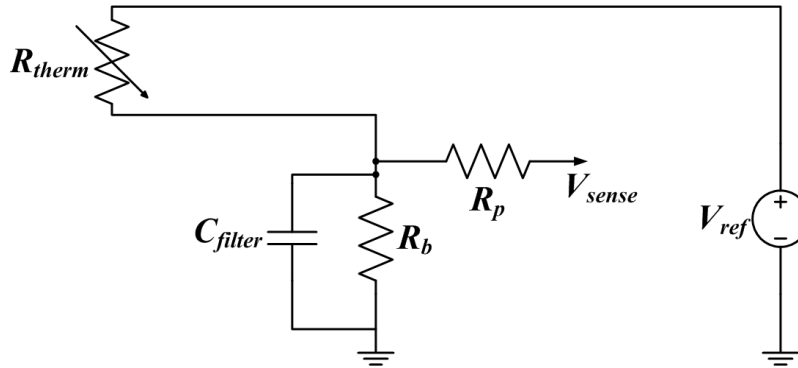 R_therm
R_p
V_sense
V_ref
+
−
C_filter
R_b